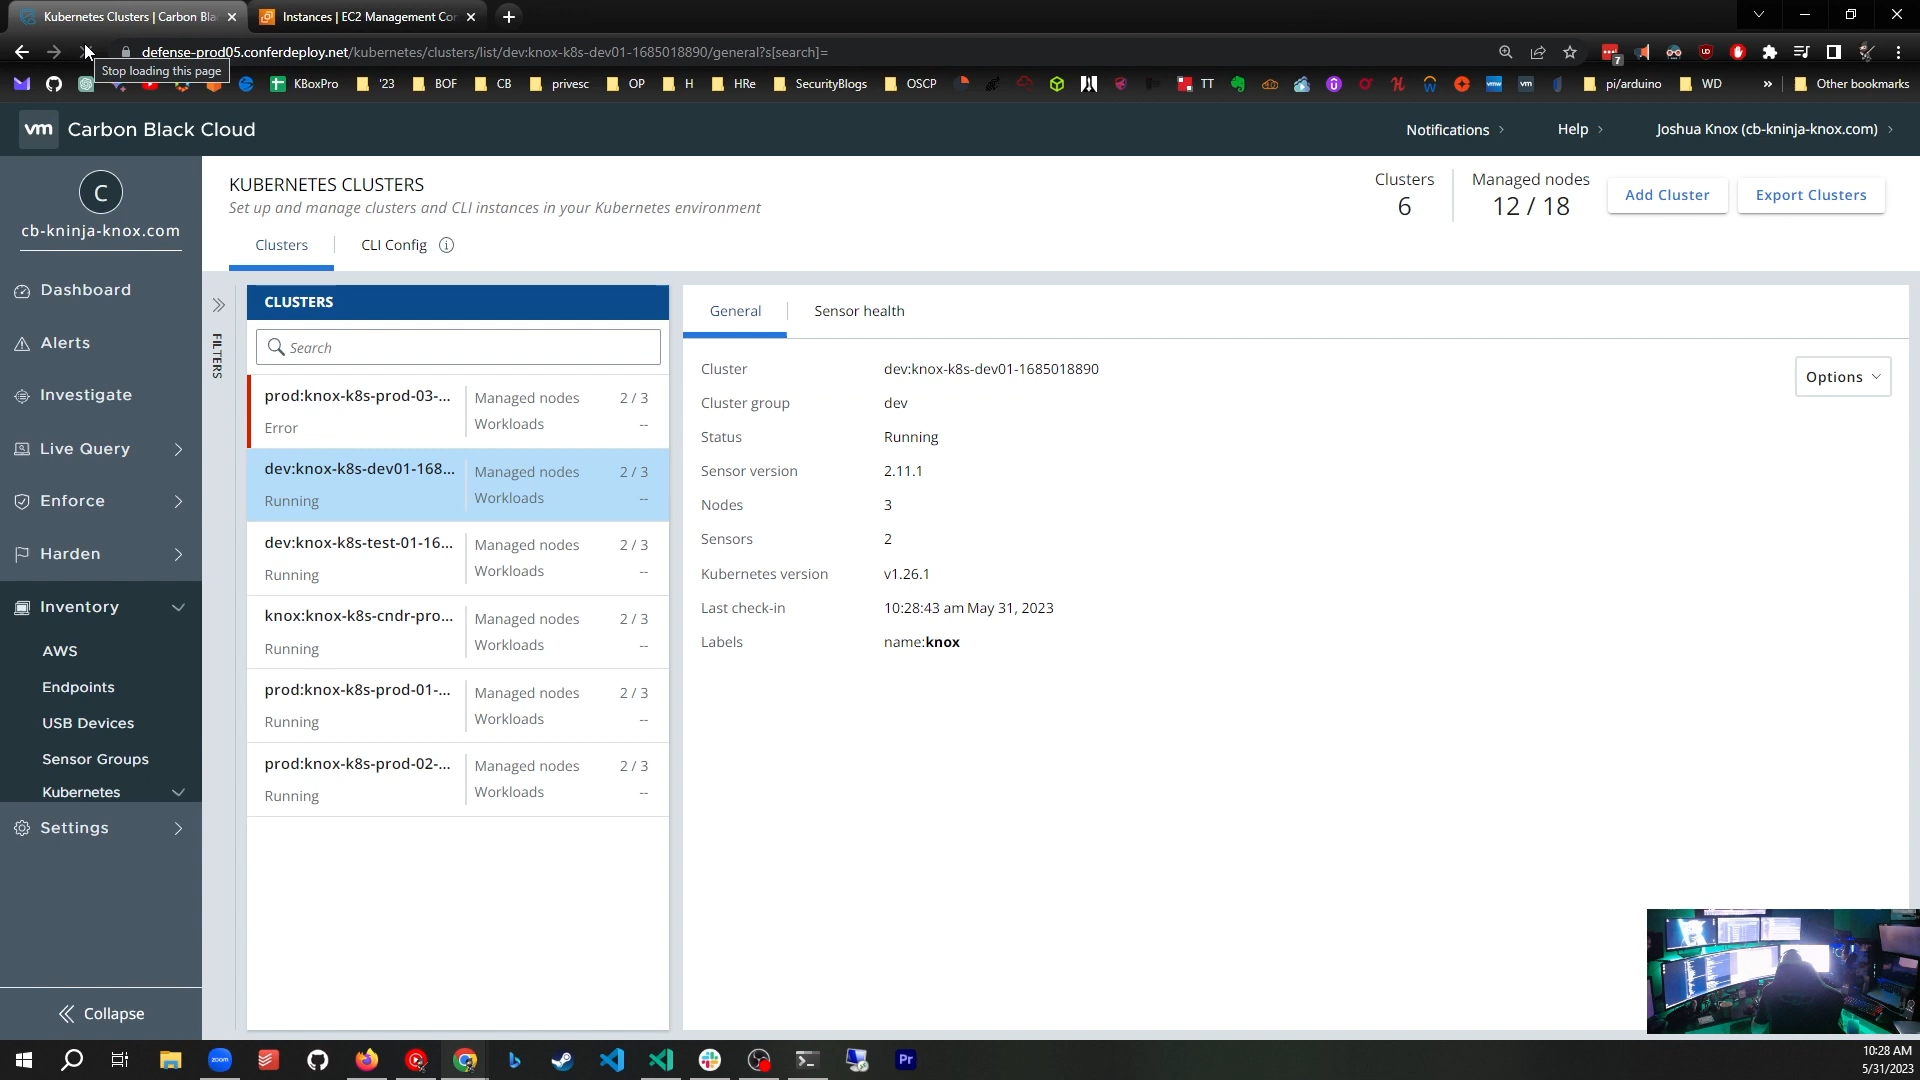 Kubernetes Clusters | Carbon Bla
Instances | EC2 Management Cor
defense-prod05.conferdeploy.net/kubernetes/clusters/list/dev:knox-k8s-dev01-1685018890/general?s[search]=
7
Stop loading this page
KBoxPro
'23
BOF
CB
privesc
OP
H
HRe
SecurityBlogs
OSCP
TT
pi/arduino
WD
»
Other bookmarks
vm Carbon Black Cloud
Notifications
Help
Joshua Knox (cb-kninja-knox.com)
C
cb-kninja-knox.com
Dashboard
Alerts
Investigate
Live Query
Enforce
Harden
Inventory
AWS
Endpoints
USB Devices
Sensor Groups
Kubernetes
Settings
Collapse
KUBERNETES CLUSTERS
Set up and manage clusters and CLI instances in your Kubernetes environment
Clusters
6
Managed nodes
12 / 18
Add Cluster
Export Clusters
Clusters
CLI Config
FILTERS
CLUSTERS
Search
prod:knox-k8s-prod-03-...
Error
Managed nodes 2 / 3
Workloads --
dev:knox-k8s-dev01-168...
Running
Managed nodes 2 / 3
Workloads --
dev:knox-k8s-test-01-16...
Running
Managed nodes 2 / 3
Workloads --
knox:knox-k8s-cndr-pro...
Running
Managed nodes 2 / 3
Workloads --
prod:knox-k8s-prod-01-...
Running
Managed nodes 2 / 3
Workloads --
prod:knox-k8s-prod-02-...
Running
Managed nodes 2 / 3
Workloads --
General
Sensor health
Options
Cluster dev:knox-k8s-dev01-1685018890
Cluster group dev
Status Running
Sensor version 2.11.1
Nodes 3
Sensors 2
Kubernetes version v1.26.1
Last check-in 10:28:43 am May 31, 2023
Labels name:knox
zoom
Pr
10:28 AM
5/31/2023